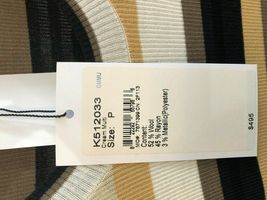 K512033
Cream Multi
Size: P
Content:
52 % Wool
45 % Rayon
3 % Metallic(Polyester)
$495